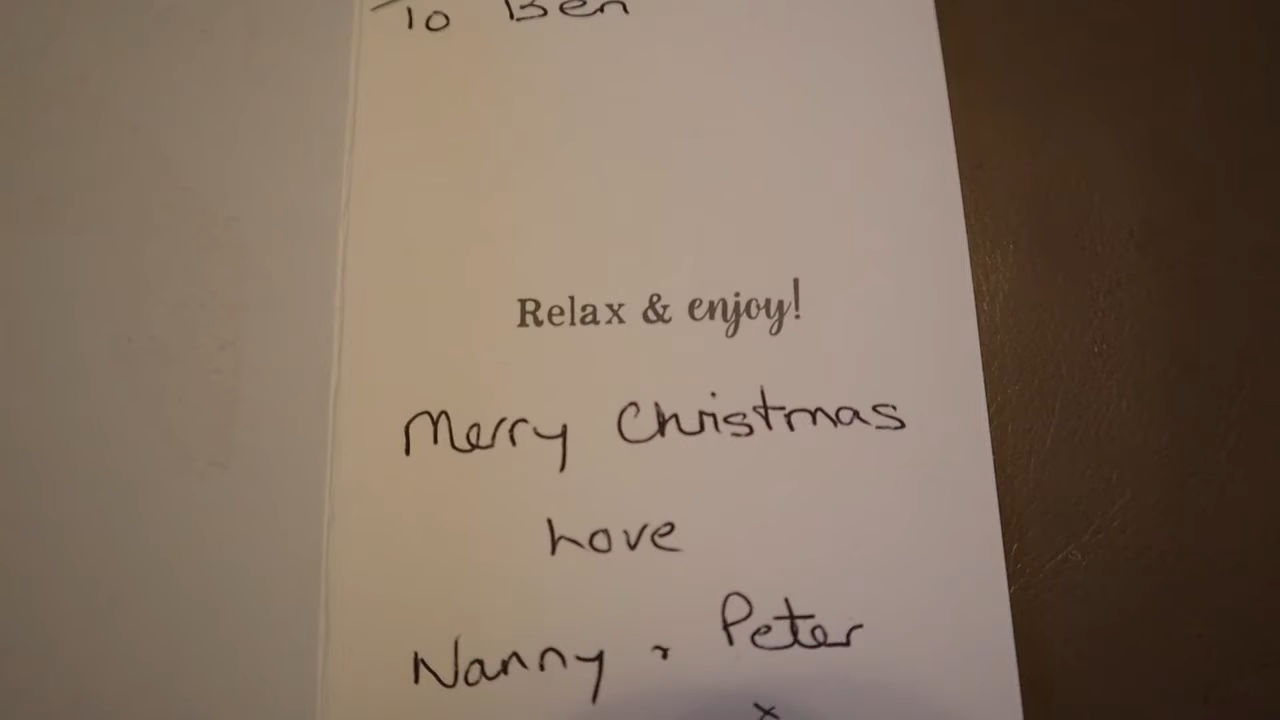 To Ben
Relax & enjoy!
Merry Christmas
Love
Nanny + Peter
x